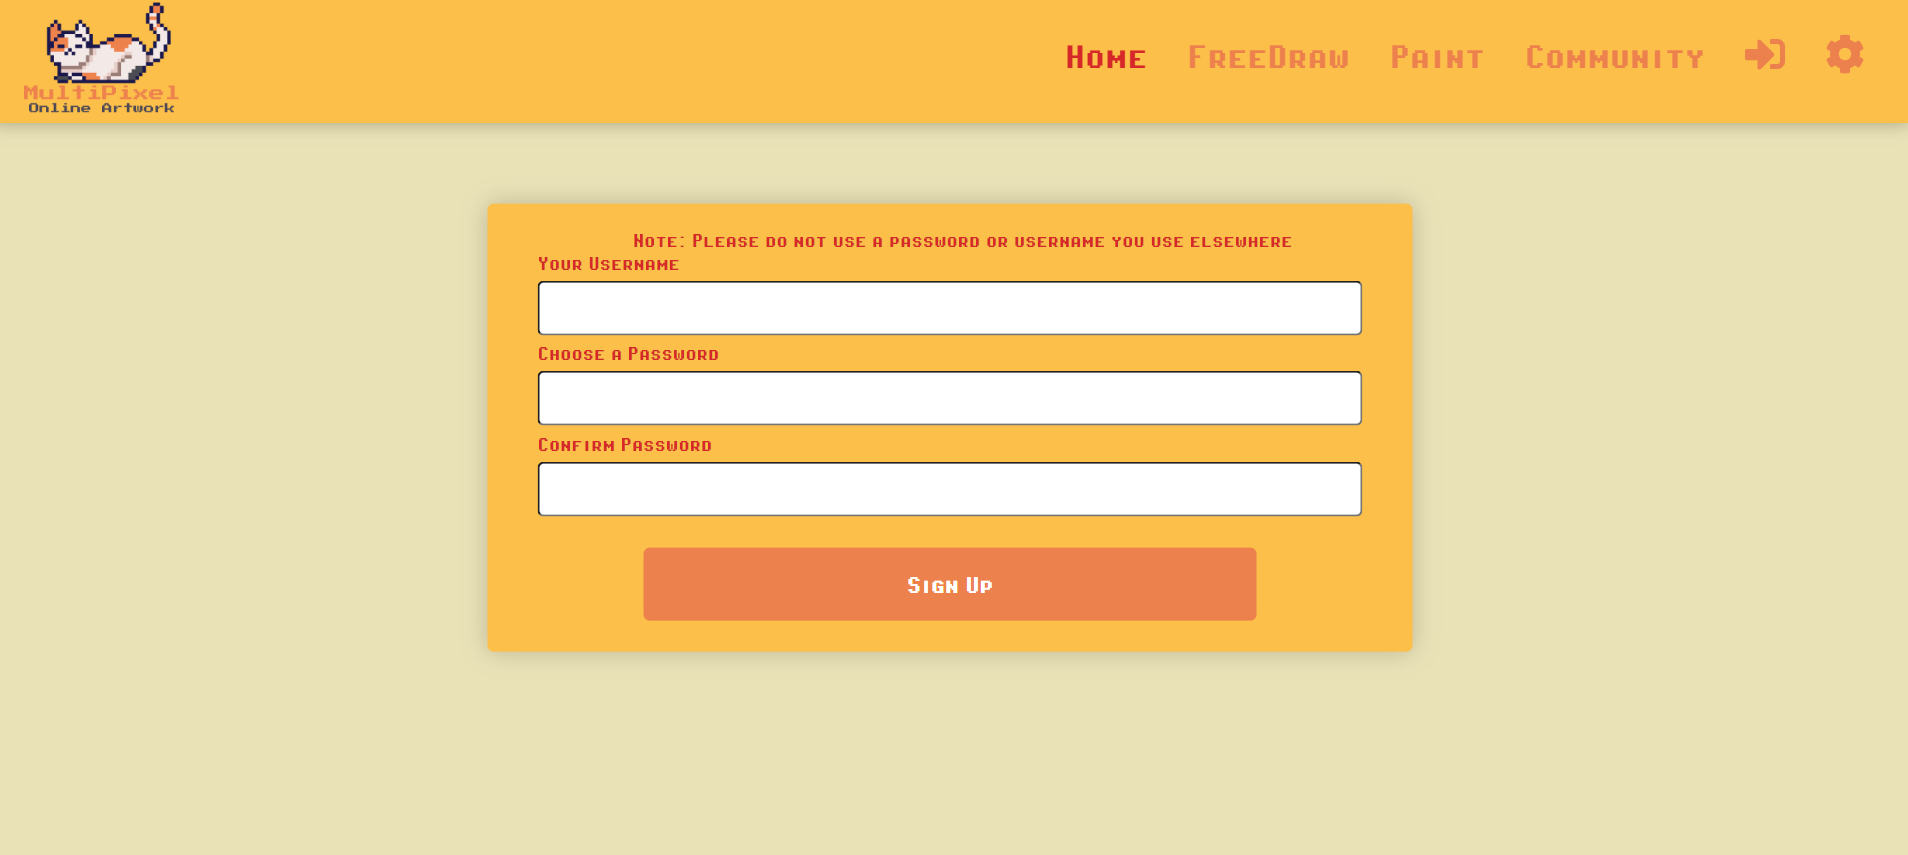 MultiPixel
Online Artwork
Home FreeDraw Paint Community
Note: Please do not use a password or username you use elsewhere
Your Username
Choose a Password
Confirm Password
Sign Up